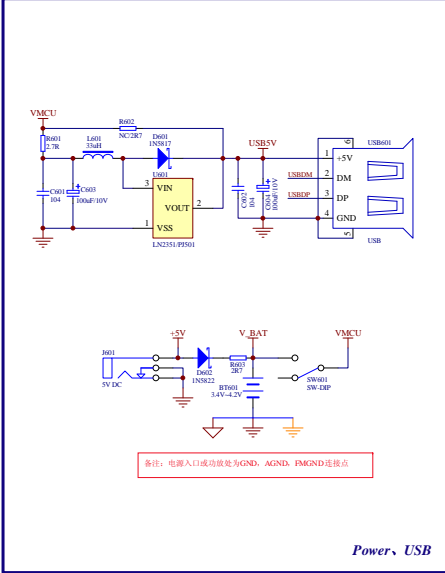 VMCU
R601
2.7R
L601
33uH
R602
NC/2R7
D601
1N5817
U601
3 VIN
VOUT 2
1 VSS
LN2351/PJ501
C601
104
C603
100uF/10V
USB5V
C602
104
C604
100uF/10V
USBDM
USBDP
6
USB601
1 +5V
2 DM
3 DP
4 GND
5
USB
+5V
V_BAT
VMCU
J601
5V DC
D602
1N5822
R603
2R7
BT601
3.4V~4.2V
SW601
SW-DIP
备注：电源入口或功放处为GND，AGND，FMGND连接点
Power、USB